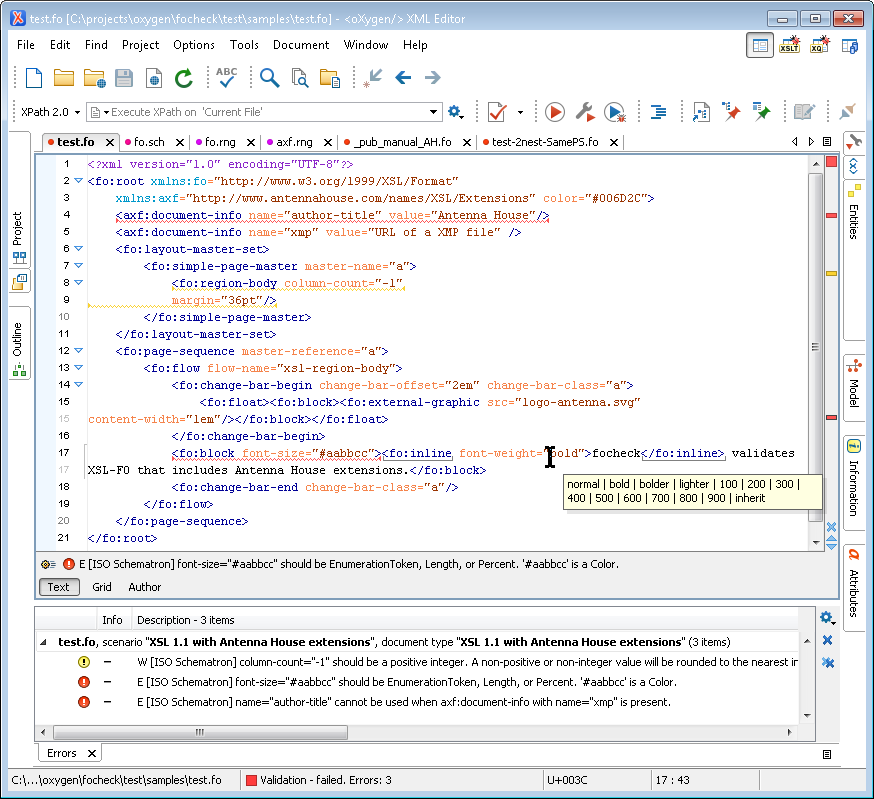 test.fo [C:\projects\oxygen\focheck\test\samples\test.fo] - <oXygen/> XML Editor
File Edit Find Project Options Tools Document Window Help
XSLT XQ
ABC
XPath 2.0 Execute XPath on 'Current File'
test.fo fo.sch fo.rng axf.rng _pub_manual_AH.fo test-2nest-SamePS.fo
Project
Outline
1 <?xml version="1.0" encoding="UTF-8"?>
2 <fo:root xmlns:fo="http://www.w3.org/1999/XSL/Format"
3 xmlns:axf="http://www.antennahouse.com/names/XSL/Extensions" color="#006D2C">
4 <axf:document-info name="author-title" value="Antenna House"/>
5 <axf:document-info name="xmp" value="URL of a XMP file" />
6 <fo:layout-master-set>
7 <fo:simple-page-master master-name="a">
8 <fo:region-body column-count="-1"
9 margin="36pt"/>
10 </fo:simple-page-master>
11 </fo:layout-master-set>
12 <fo:page-sequence master-reference="a">
13 <fo:flow flow-name="xsl-region-body">
14 <fo:change-bar-begin change-bar-offset="2em" change-bar-class="a">
15 <fo:float><fo:block><fo:external-graphic src="logo-antenna.svg"
15 content-width="1em"/></fo:block></fo:float>
16 </fo:change-bar-begin>
17 <fo:block font-size="#aabbcc"><fo:inline font-weight="bold">focheck</fo:inline> validates
17 XSL-FO that includes Antenna House extensions.</fo:block>
18 <fo:change-bar-end change-bar-class="a"/>
19 </fo:flow>
20 </fo:page-sequence>
21 </fo:root>
normal | bold | bolder | lighter | 100 | 200 | 300 |
400 | 500 | 600 | 700 | 800 | 900 | inherit
Entities
Model
Information
Attributes
E [ISO Schematron] font-size="#aabbcc" should be EnumerationToken, Length, or Percent. '#aabbcc' is a Color.
Text Grid Author
Info Description - 3 items
test.fo, scenario "XSL 1.1 with Antenna House extensions", document type "XSL 1.1 with Antenna House extensions" (3 items)
W [ISO Schematron] column-count="-1" should be a positive integer. A non-positive or non-integer value will be rounded to the nearest in
E [ISO Schematron] font-size="#aabbcc" should be EnumerationToken, Length, or Percent. '#aabbcc' is a Color.
E [ISO Schematron] name="author-title" cannot be used when axf:document-info with name="xmp" is present.
Errors
C:\...\oxygen\focheck\test\samples\test.fo Validation - failed. Errors: 3 U+003C 17 : 43